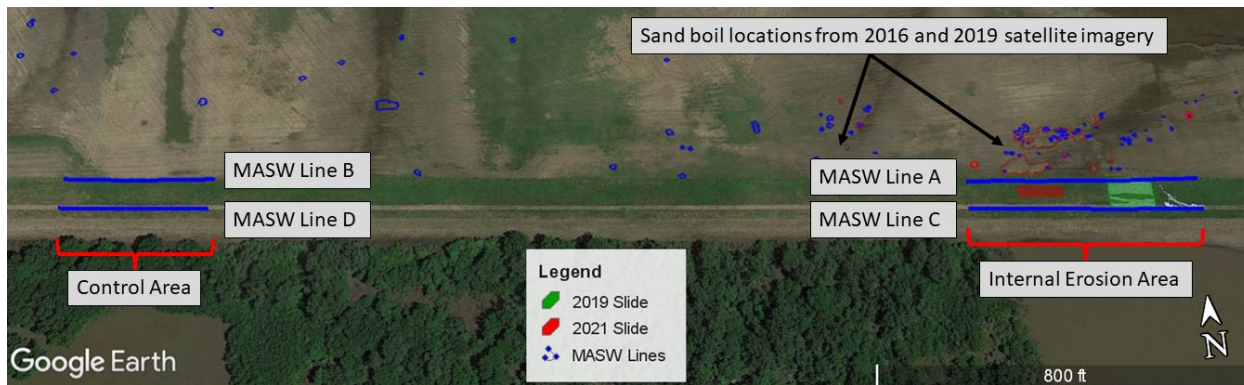 Sand boil locations from 2016 and 2019 satellite imagery
MASW Line B
MASW Line A
MASW Line D
MASW Line C
Control Area
Internal Erosion Area
Legend
2019 Slide
2021 Slide
MASW Lines
Google Earth
800 ft
N